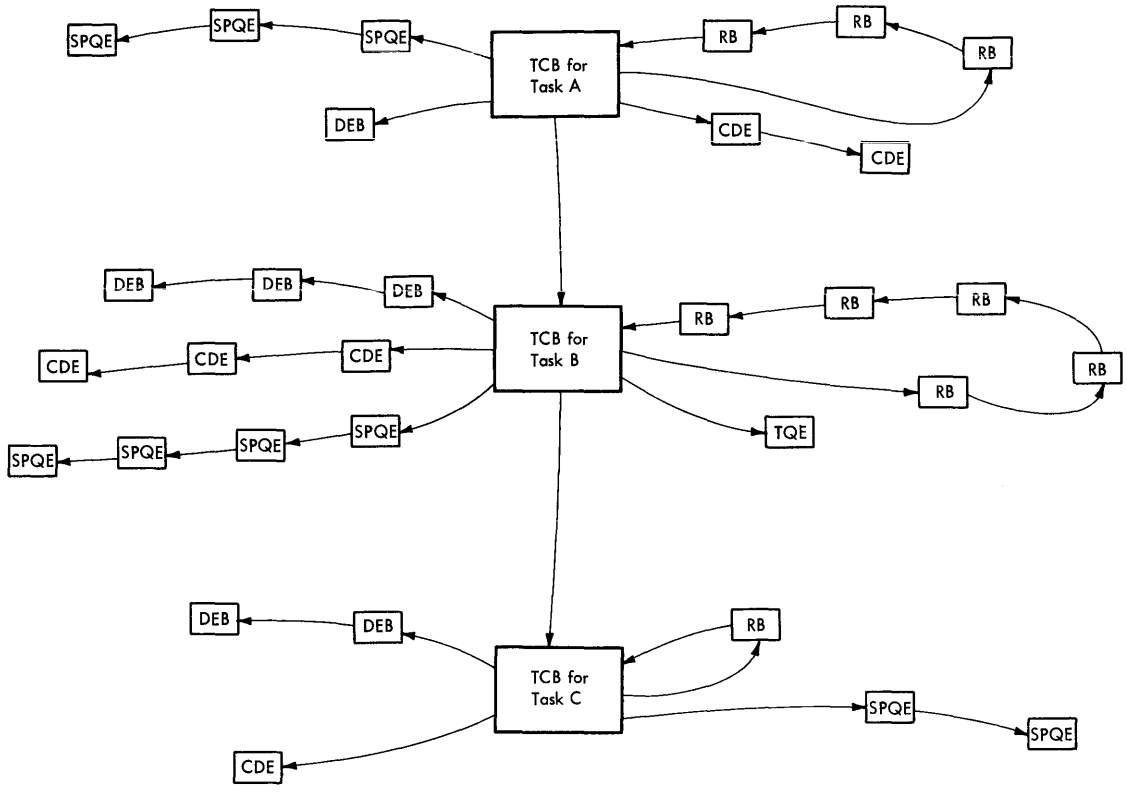 SPQE
SPQE
SPQE
RB
RB
RB
TCB for
Task A
DEB
CDE
CDE
DEB
DEB
DEB
RB
RB
RB
TCB for
Task B
CDE
CDE
CDE
RB
RB
SPQE
SPQE
SPQE
SPQE
TQE
DEB
DEB
RB
TCB for
Task C
SPQE
SPQE
CDE